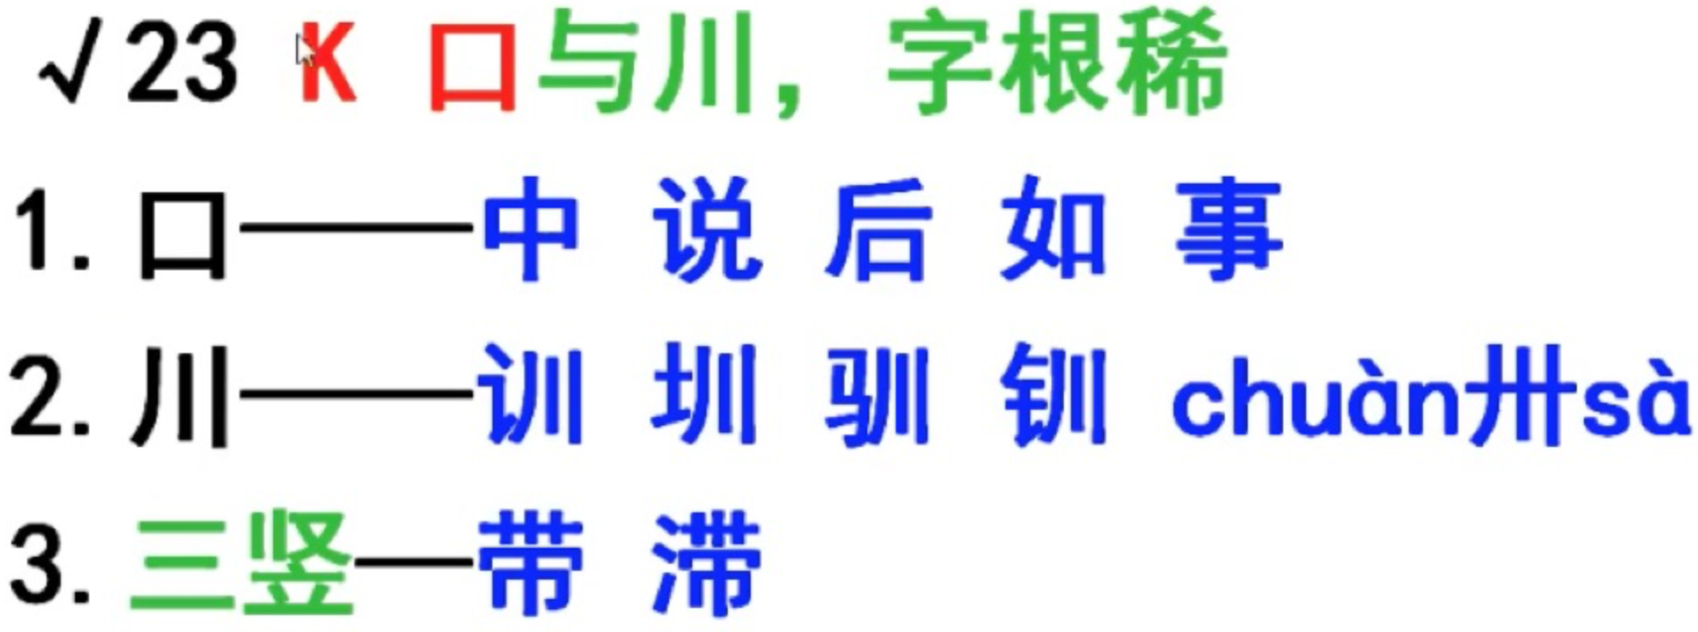 √23 K 口与川，字根稀
1. 口——中 说 后 如 事
2. 川——训 圳 驯 钏 chuàn卅sà
3. 三竖—带 滞